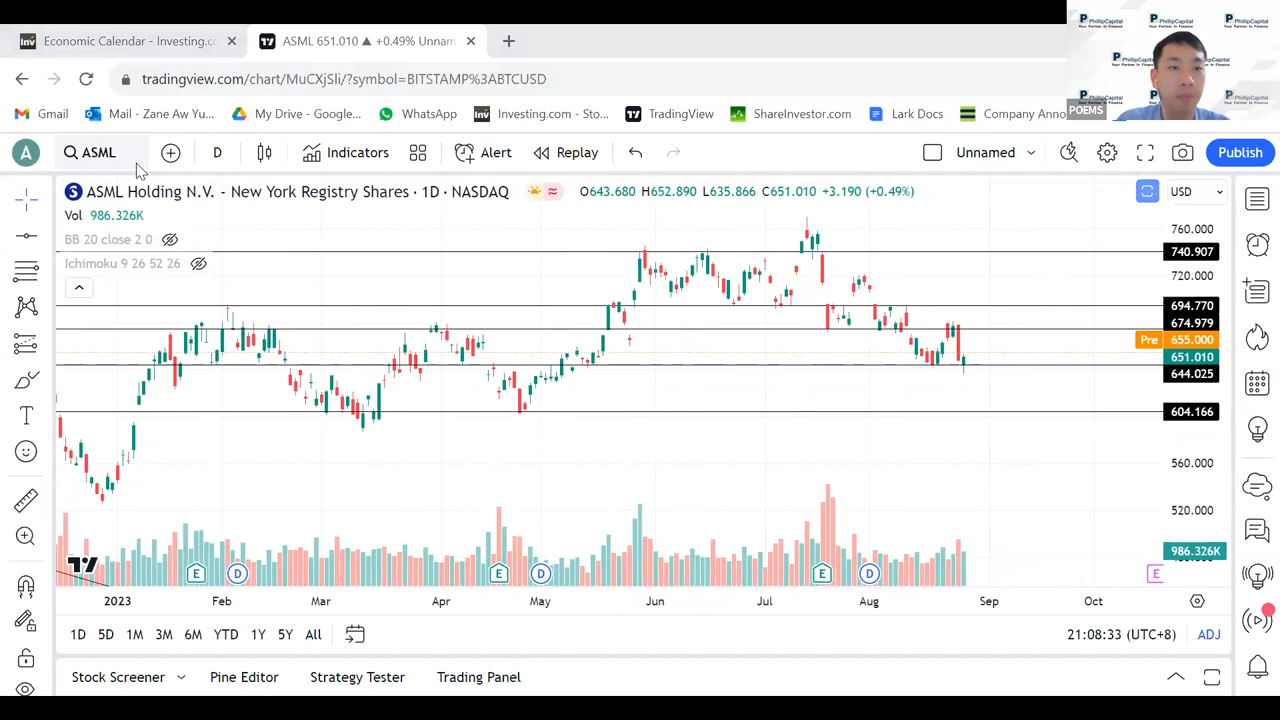 Economic Calendar - Investing.co
ASML 651.010 ▲ +0.49% Unnam
tradingview.com/chart/MuCXjSIi/?symbol=BITSTAMP%3ABTCUSD
Gmail
Mail - Zane Aw Yu...
My Drive - Google...
WhatsApp
Investing.com - Sto...
TradingView
ShareInvestor.com
Lark Docs
Company Anno
PhillipCapital
Your Partner In Finance
POEMS
A
ASML
D
Indicators
Alert
Replay
Unnamed
Publish
ASML Holding N.V. - New York Registry Shares · 1D · NASDAQ
O643.680 H652.890 L635.866 C651.010 +3.190 (+0.49%)
USD
Vol 986.326K
BB 20 close 2 0
Ichimoku 9 26 52 26
760.000
740.907
720.000
694.770
674.979
Pre 655.000
651.010
644.025
604.166
560.000
520.000
986.326K
E D E D E D E
2023 Feb Mar Apr May Jun Jul Aug Sep Oct
1D 5D 1M 3M 6M YTD 1Y 5Y All
21:08:33 (UTC+8) ADJ
Stock Screener Pine Editor Strategy Tester Trading Panel